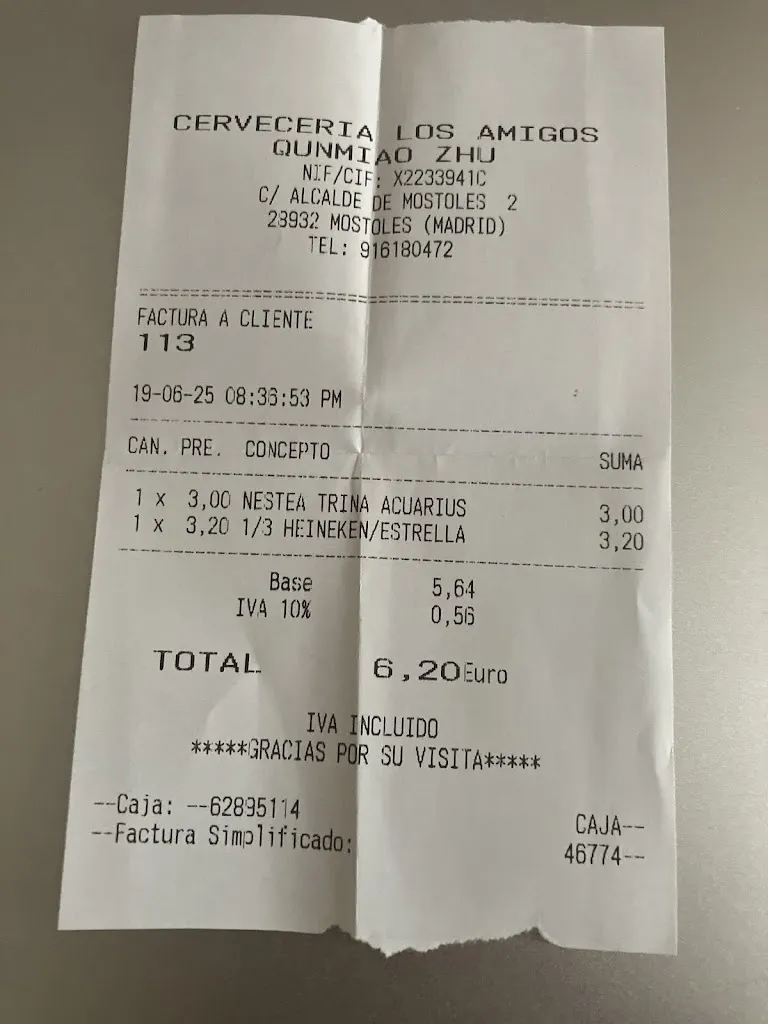 CERVECERIA LOS AMIGOS
QUNMIAO ZHU
NIF/CIF: X2233941C
C/ ALCALDE DE MOSTOLES 2
28932 MOSTOLES (MADRID)
TEL: 916180472
FACTURA A CLIENTE
113
19-06-25 08:36:53 PM
CAN. PRE. CONCEPTO SUMA
1 x 3,00 NESTEA TRINA ACUARIUS 3,00
1 x 3,20 1/3 HEINEKEN/ESTRELLA 3,20
Base 5,64
IVA 10% 0,56
TOTAL 6,20Euro
IVA INCLUIDO
*****GRACIAS POR SU VISITA*****
--Caja: --62895114 CAJA--
--Factura Simplificado: 46774--